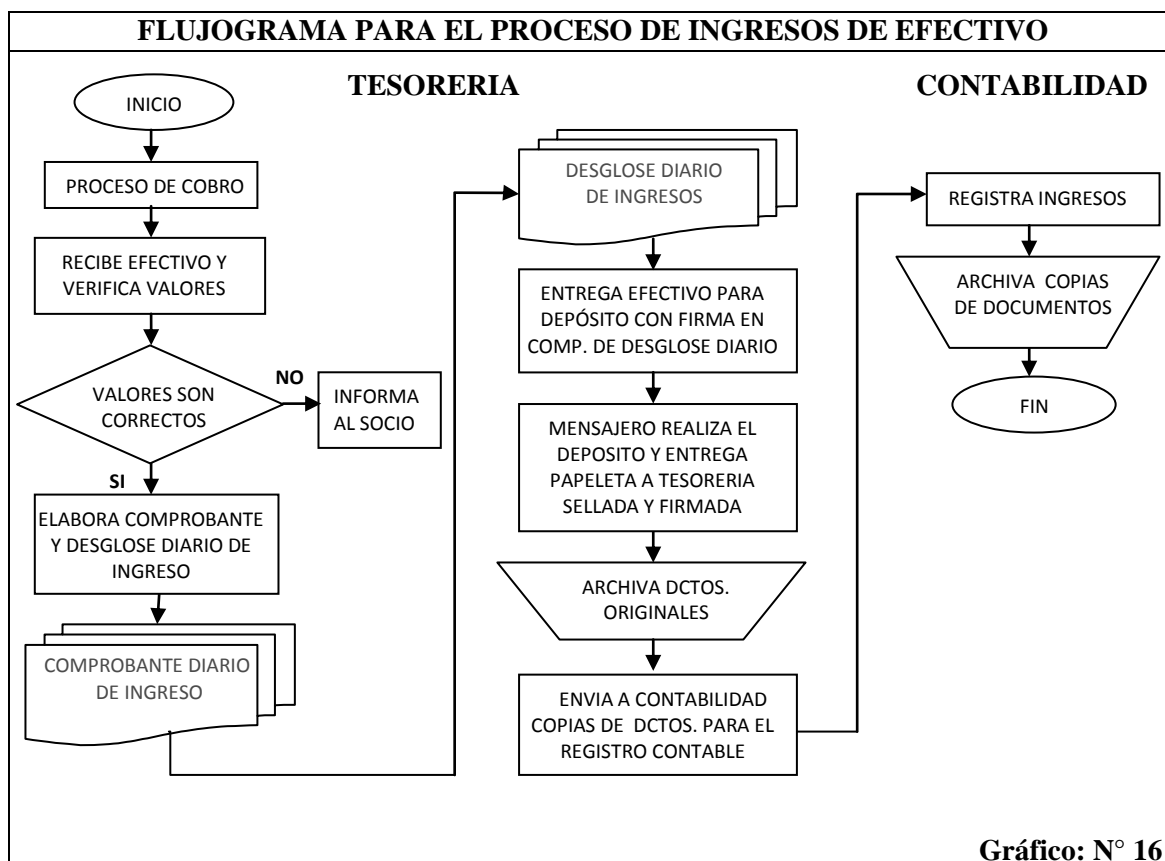 FLUJOGRAMA PARA EL PROCESO DE INGRESOS DE EFECTIVO
TESORERIA
CONTABILIDAD
INICIO
PROCESO DE COBRO
RECIBE EFECTIVO Y
VERIFICA VALORES
VALORES SON
CORRECTOS
NO
INFORMA
AL SOCIO
SI
ELABORA COMPROBANTE
Y DESGLOSE DIARIO DE
INGRESO
COMPROBANTE DIARIO
DE INGRESO
DESGLOSE DIARIO
DE INGRESOS
ENTREGA EFECTIVO PARA
DEPÓSITO CON FIRMA EN
COMP. DE DESGLOSE DIARIO
MENSAJERO REALIZA EL
DEPOSITO Y ENTREGA
PAPELETA A TESORERIA
SELLADA Y FIRMADA
ARCHIVA DCTOS.
ORIGINALES
ENVIA A CONTABILIDAD
COPIAS DE DCTOS. PARA EL
REGISTRO CONTABLE
REGISTRA INGRESOS
ARCHIVA COPIAS
DE DOCUMENTOS
FIN
Gráfico: N° 16